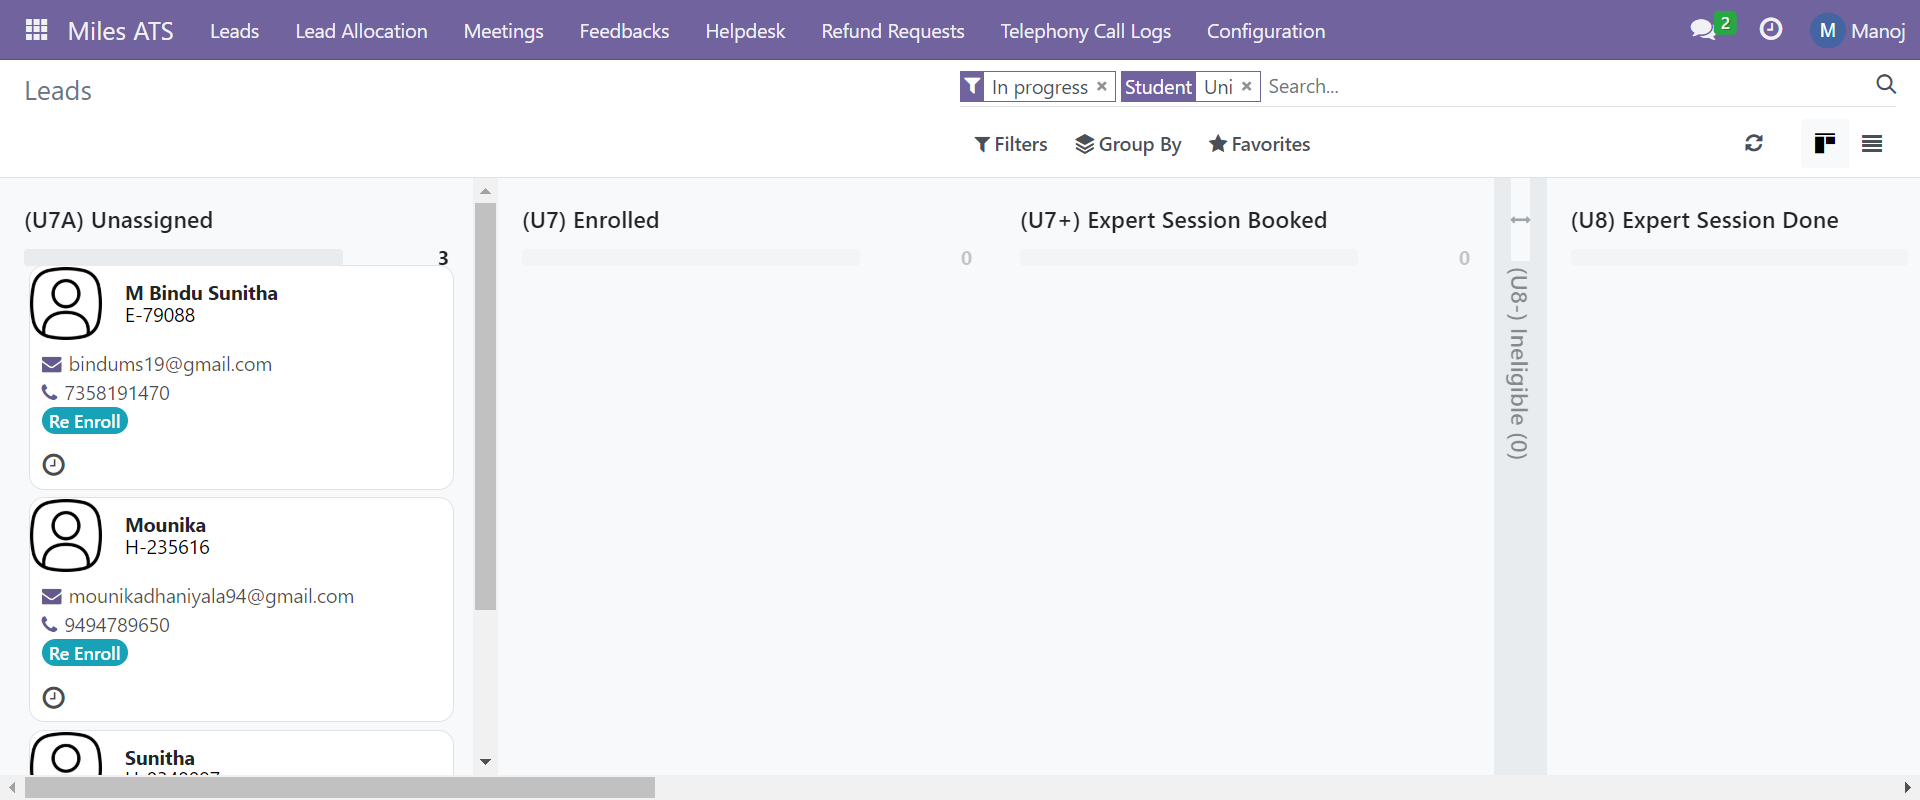 Miles ATS Leads Lead Allocation Meetings Feedbacks Helpdesk Refund Requests Telephony Call Logs Configuration 2 M Manoj
Leads
In progress × Student Uni × Search...
Filters Group By Favorites
(U7A) Unassigned
3
M Bindu Sunitha
E-79088
bindums19@gmail.com
7358191470
Re Enroll
Mounika
H-235616
mounikadhaniyala94@gmail.com
9494789650
Re Enroll
Sunitha
(U7) Enrolled
0
(U7+) Expert Session Booked
0
(U8-) Ineligible (0)
(U8) Expert Session Done